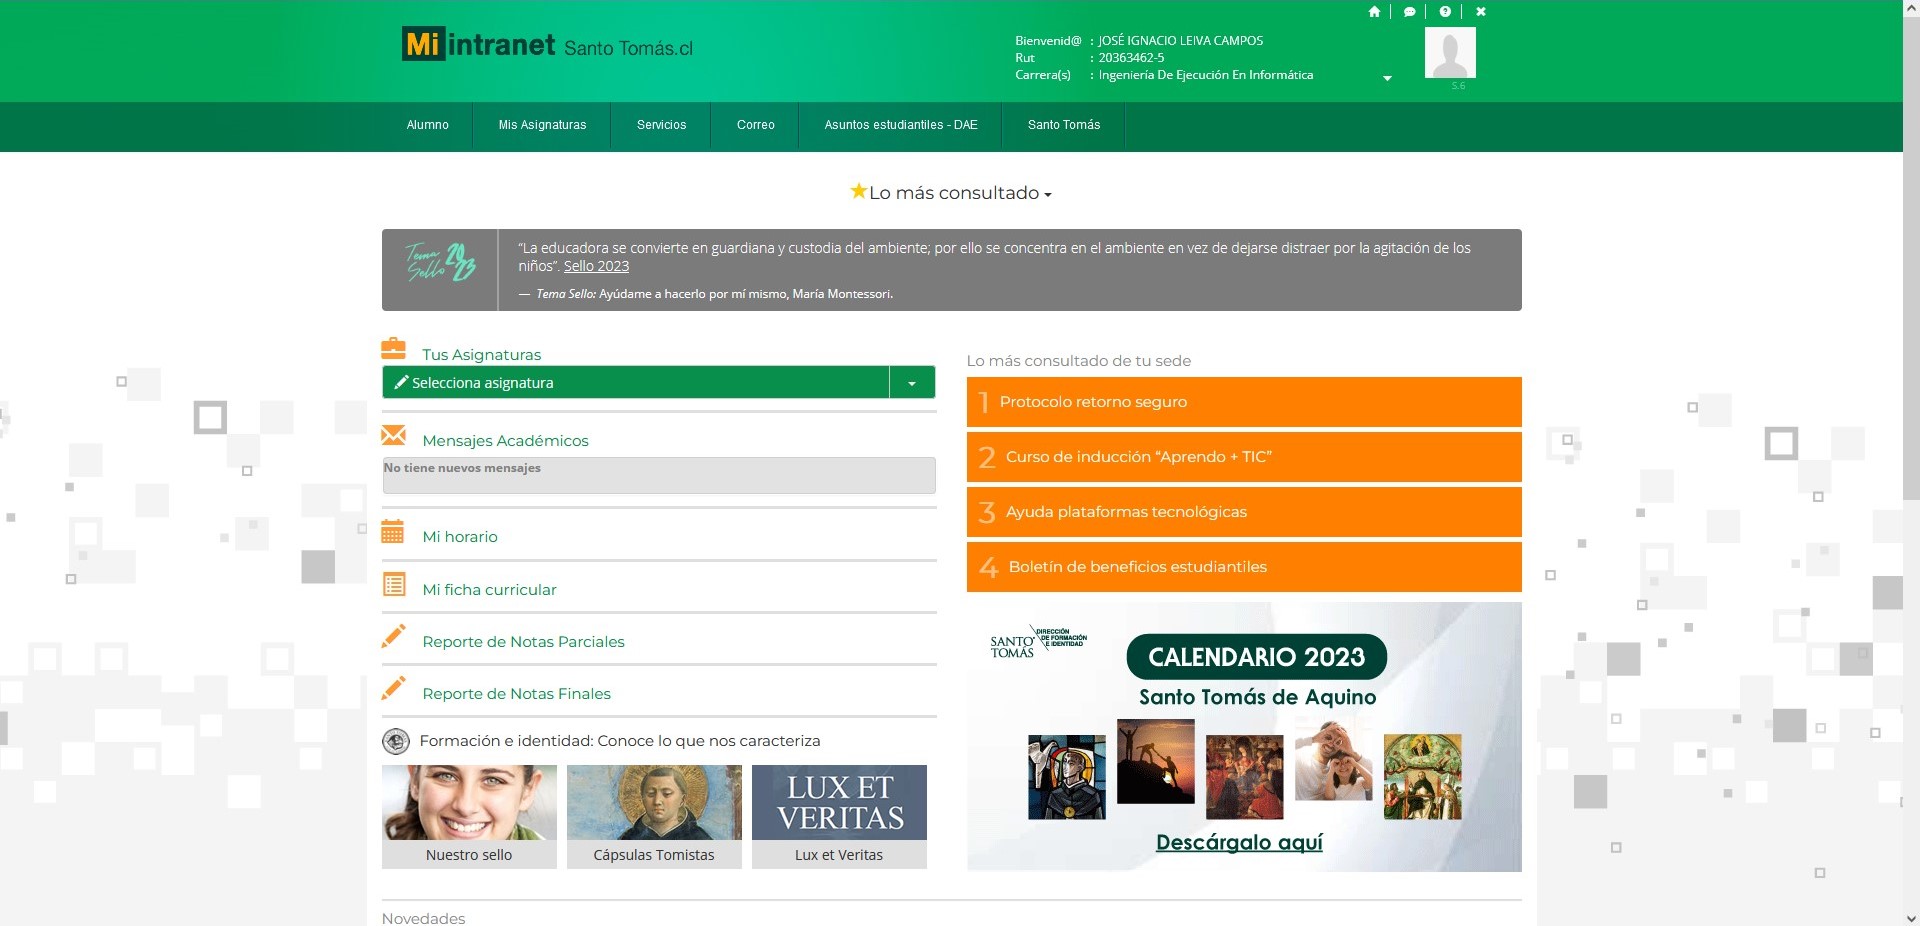 Mi intranet Santo Tomás.cl
Bienvenid@ : JOSÉ IGNACIO LEIVA CAMPOS
Rut : 20363462-5
Carrera(s) : Ingeniería De Ejecución En Informática
S.6
Alumno Mis Asignaturas Servicios Correo Asuntos estudiantiles - DAE Santo Tomás
Lo más consultado
Tema Sello 2023
“La educadora se convierte en guardiana y custodia del ambiente; por ello se concentra en el ambiente en vez de dejarse distraer por la agitación de los
niños”. Sello 2023
— Tema Sello: Ayúdame a hacerlo por mí mismo, María Montessori.
Tus Asignaturas
Selecciona asignatura
Mensajes Académicos
No tiene nuevos mensajes
Mi horario
Mi ficha curricular
Reporte de Notas Parciales
Reporte de Notas Finales
Formación e identidad: Conoce lo que nos caracteriza
LUX ET
VERITAS
Nuestro sello Cápsulas Tomistas Lux et Veritas
Lo más consultado de tu sede
1 Protocolo retorno seguro
2 Curso de inducción “Aprendo + TIC”
3 Ayuda plataformas tecnológicas
4 Boletín de beneficios estudiantiles
SANTO TOMÁS
DIRECCIÓN
DE FORMACIÓN
E IDENTIDAD
CALENDARIO 2023
Santo Tomás de Aquino
Descárgalo aquí
Novedades